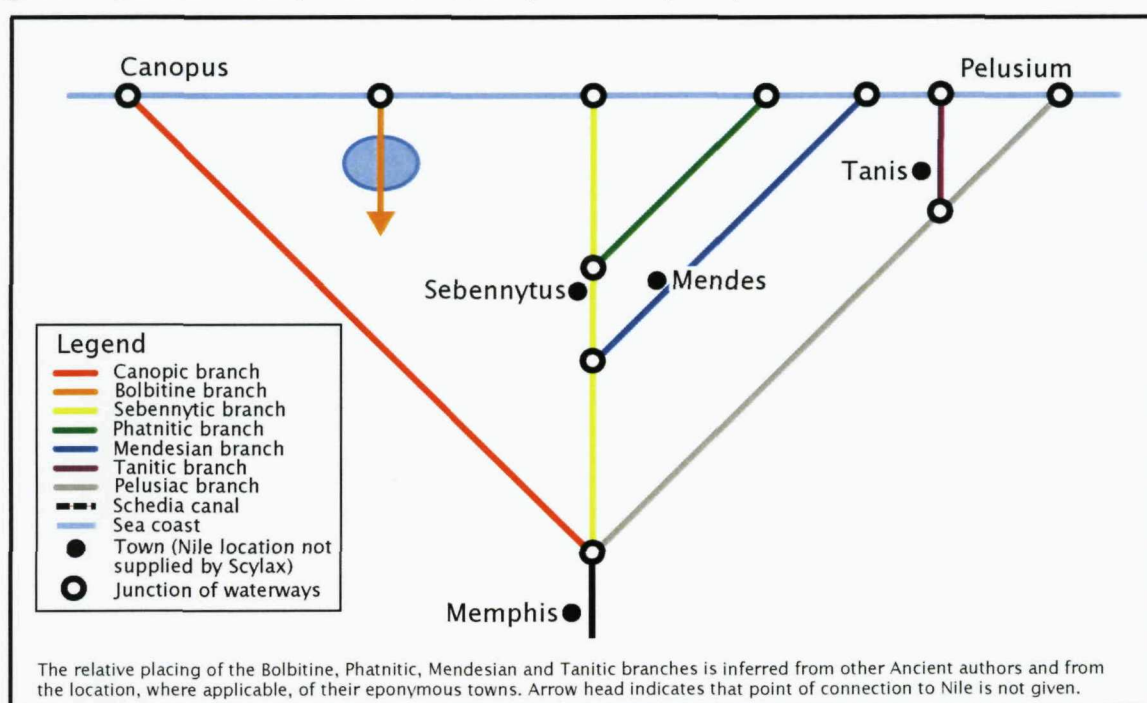 Canopus
Pelusium
Tanis
Sebennytus
Mendes
Legend
Canopic branch
Bolbitine branch
Sebennytic branch
Phatnitic branch
Mendesian branch
Tanitic branch
Pelusiac branch
Schedia canal
Sea coast
Town (Nile location not
supplied by Scylax)
Junction of waterways
Memphis
The relative placing of the Bolbitine, Phatnitic, Mendesian and Tanitic branches is inferred from other Ancient authors and from
the location, where applicable, of their eponymous towns. Arrow head indicates that point of connection to Nile is not given.